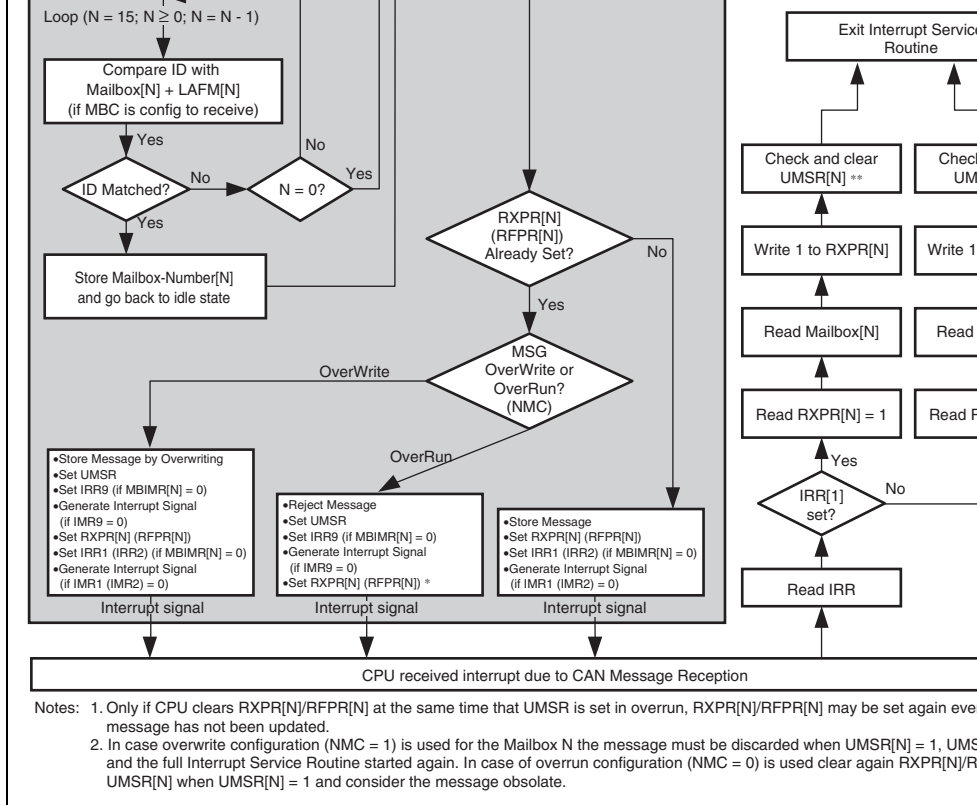 Loop (N = 15; N ≥ 0; N = N - 1)
Compare ID with
Mailbox[N] + LAFM[N]
(if MBC is config to receive)
Yes
ID Matched?
No
N = 0?
No
Yes
Yes
Store Mailbox-Number[N]
and go back to idle state
RXPR[N]
(RFPR[N])
Already Set?
No
Yes
MSG
OverWrite or
OverRun?
(NMC)
OverWrite
OverRun
•Store Message by Overwriting
•Set UMSR
•Set IRR9 (if MBIMR[N] = 0)
•Generate Interrupt Signal
(if IMR9 = 0)
•Set RXPR[N] (RFPR[N])
•Set IRR1 (IRR2) (if MBIMR[N] = 0)
•Generate Interrupt Signal
(if IMR1 (IMR2) = 0)
•Reject Message
•Set UMSR
•Set IRR9 (if MBIMR[N] = 0)
•Generate Interrupt Signal
(if IMR9 = 0)
•Set RXPR[N] (RFPR[N]) *
•Store Message
•Set RXPR[N] (RFPR[N])
•Set IRR1 (IRR2) (if MBIMR[N] = 0)
•Generate Interrupt Signal
(if IMR1 (IMR2) = 0)
Interrupt signal
Interrupt signal
Interrupt signal
Exit Interrupt Service
Routine
Check and clear
UMSR[N] **
Write 1 to RXPR[N]
Read Mailbox[N]
Read RXPR[N] = 1
Yes
IRR[1]
set?
No
Read IRR
Check
UM
Write 1
Read
Read R
CPU received interrupt due to CAN Message Reception
Notes: 1. Only if CPU clears RXPR[N]/RFPR[N] at the same time that UMSR is set in overrun, RXPR[N]/RFPR[N] may be set again eve
message has not been updated.
2. In case overwrite configuration (NMC = 1) is used for the Mailbox N the message must be discarded when UMSR[N] = 1, UMS
and the full Interrupt Service Routine started again. In case of overrun configuration (NMC = 0) is used clear again RXPR[N]/R
UMSR[N] when UMSR[N] = 1 and consider the message obsolate.